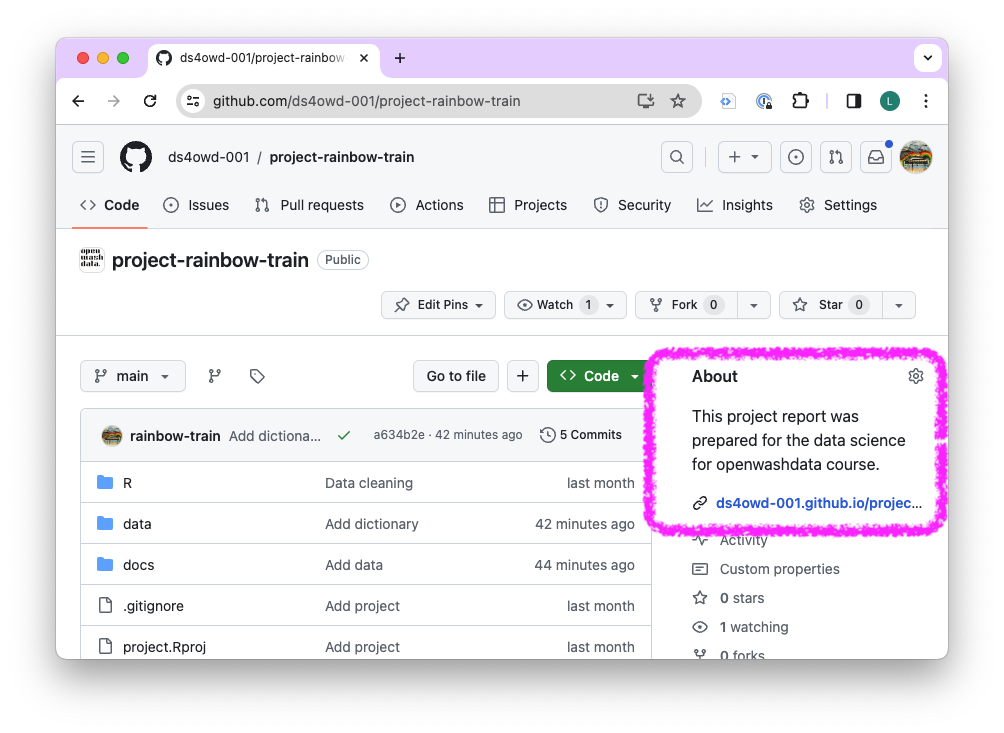 ds4owd-001/project-rainbow
github.com/ds4owd-001/project-rainbow-train
L
ds4owd-001 / project-rainbow-train
Code Issues Pull requests Actions Projects Security Insights Settings
open
wash
data.
project-rainbow-train Public
Edit Pins Watch 1 Fork 0 Star 0
main Go to file Code
About
rainbow-train Add dictiona... a634b2e · 42 minutes ago 5 Commits
This project report was
prepared for the data science
for openwashdata course.
ds4owd-001.github.io/projec...
R Data cleaning last month
data Add dictionary 42 minutes ago
docs Add data 44 minutes ago
.gitignore Add project last month
project.Rproj Add project last month
Activity
Custom properties
0 stars
1 watching
0 forks